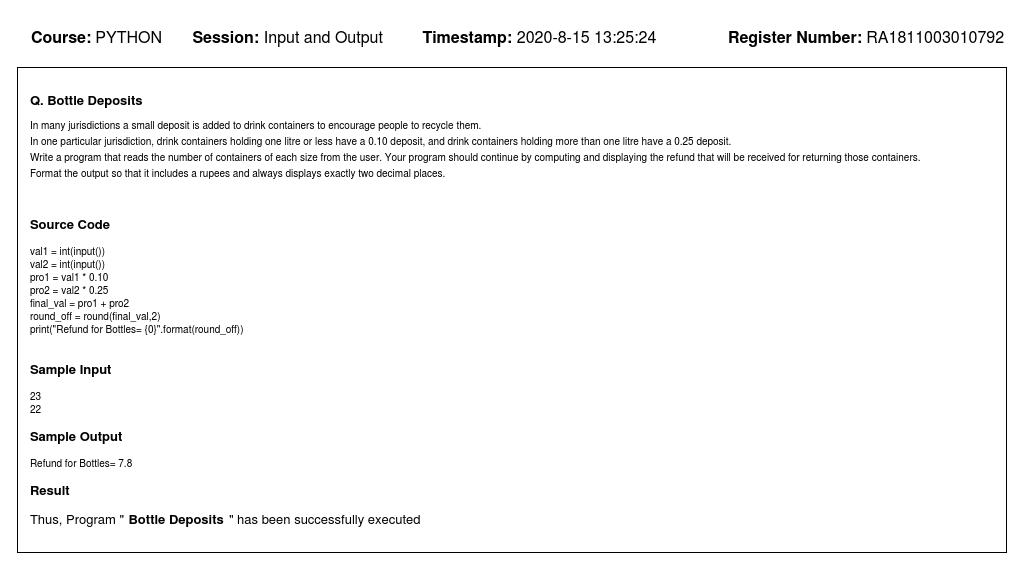 Course: PYTHON Session: Input and Output Timestamp: 2020-8-15 13:25:24 Register Number: RA1811003010792
Q. Bottle Deposits
In many jurisdictions a small deposit is added to drink containers to encourage people to recycle them.
In one particular jurisdiction, drink containers holding one litre or less have a 0.10 deposit, and drink containers holding more than one litre have a 0.25 deposit.
Write a program that reads the number of containers of each size from the user. Your program should continue by computing and displaying the refund that will be received for returning those containers.
Format the output so that it includes a rupees and always displays exactly two decimal places.
Source Code
val1 = int(input())
val2 = int(input())
pro1 = val1 * 0.10
pro2 = val2 * 0.25
final_val = pro1 + pro2
round_off = round(final_val,2)
print("Refund for Bottles= {0}".format(round_off))
Sample Input
23
22
Sample Output
Refund for Bottles= 7.8
Result
Thus, Program " Bottle Deposits " has been successfully executed